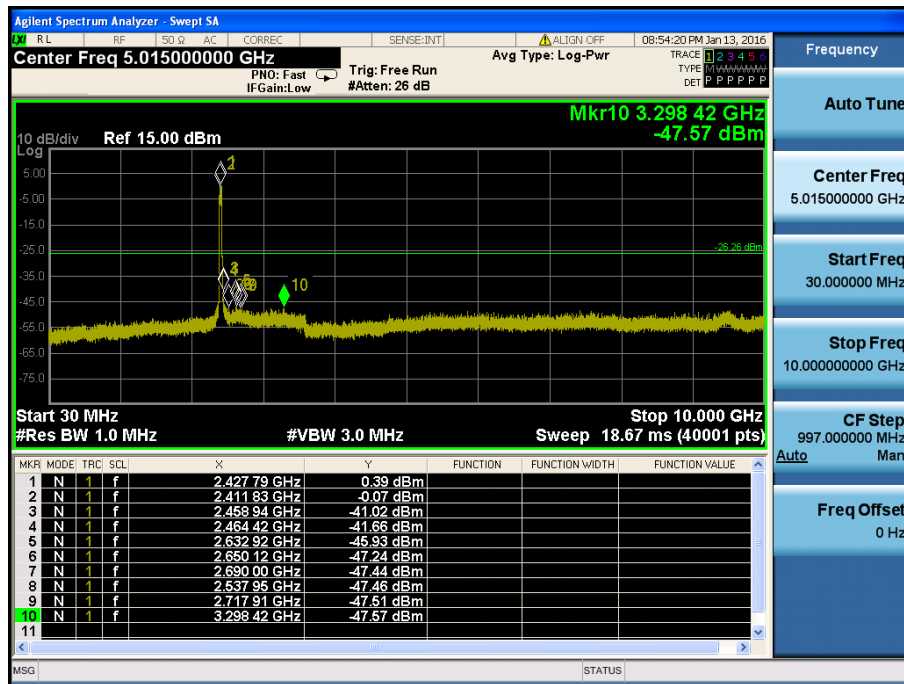 Agilent Spectrum Analyzer - Swept SA
LXI RL RF 50 Ω AC CORREC SENSE:INT ALIGN OFF 08:54:20 PM Jan 13, 2016
Center Freq 5.015000000 GHz
PNO: Fast
IFGain:Low
Trig: Free Run
#Atten: 26 dB
Avg Type: Log-Pwr
TRACE 1 2 3 4 5 6
TYPE M W W W W W
DET P P P P P P
Mkr10 3.298 42 GHz
-47.57 dBm
10 dB/div Ref 15.00 dBm
Log
5.00
-5.00
-15.0
-25.0
-35.0
-45.0
-55.0
-65.0
-75.0
-26.26 dBm
2
10
Start 30 MHz Stop 10.000 GHz
#Res BW 1.0 MHz #VBW 3.0 MHz Sweep 18.67 ms (40001 pts)
MKR MODE TRC SCL X Y FUNCTION FUNCTION WIDTH FUNCTION VALUE
1 N 1 f 2.427 79 GHz 0.39 dBm
2 N 1 f 2.411 83 GHz -0.07 dBm
3 N 1 f 2.458 94 GHz -41.02 dBm
4 N 1 f 2.464 42 GHz -41.66 dBm
5 N 1 f 2.632 92 GHz -45.93 dBm
6 N 1 f 2.650 12 GHz -47.24 dBm
7 N 1 f 2.690 00 GHz -47.44 dBm
8 N 1 f 2.537 95 GHz -47.46 dBm
9 N 1 f 2.717 91 GHz -47.51 dBm
10 N 1 f 3.298 42 GHz -47.57 dBm
11
MSG STATUS
Frequency
Auto Tune
Center Freq
5.015000000 GHz
Start Freq
30.000000 MHz
Stop Freq
10.000000000 GHz
CF Step
997.000000 MHz
Auto Man
Freq Offset
0 Hz